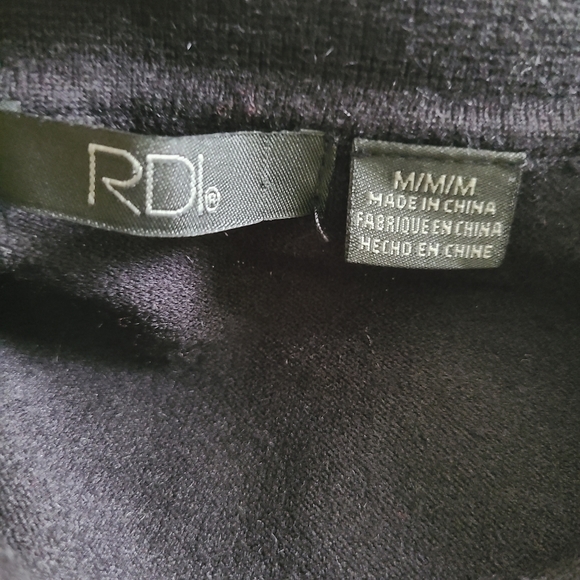 RDI®
M/M/M
MADE IN CHINA
FABRIQUE EN CHINA
HECHO EN CHINE